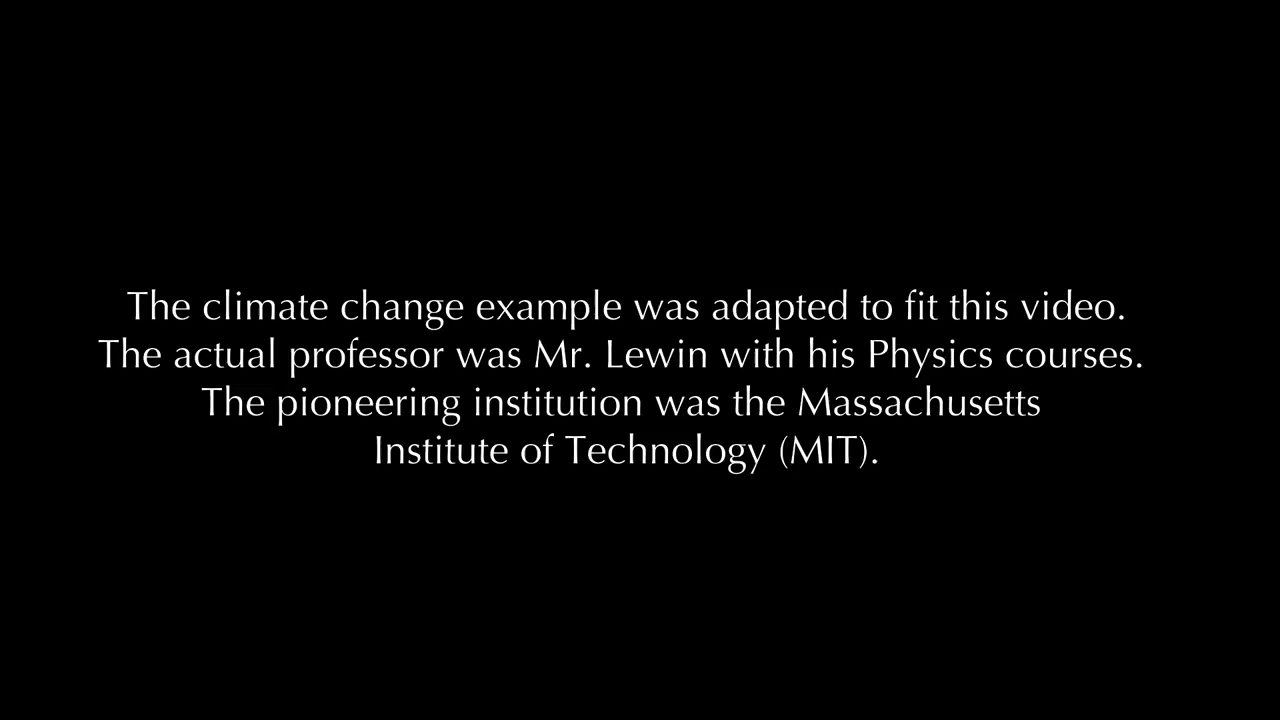 The climate change example was adapted to fit this video.
The actual professor was Mr. Lewin with his Physics courses.
The pioneering institution was the Massachusetts
Institute of Technology (MIT).